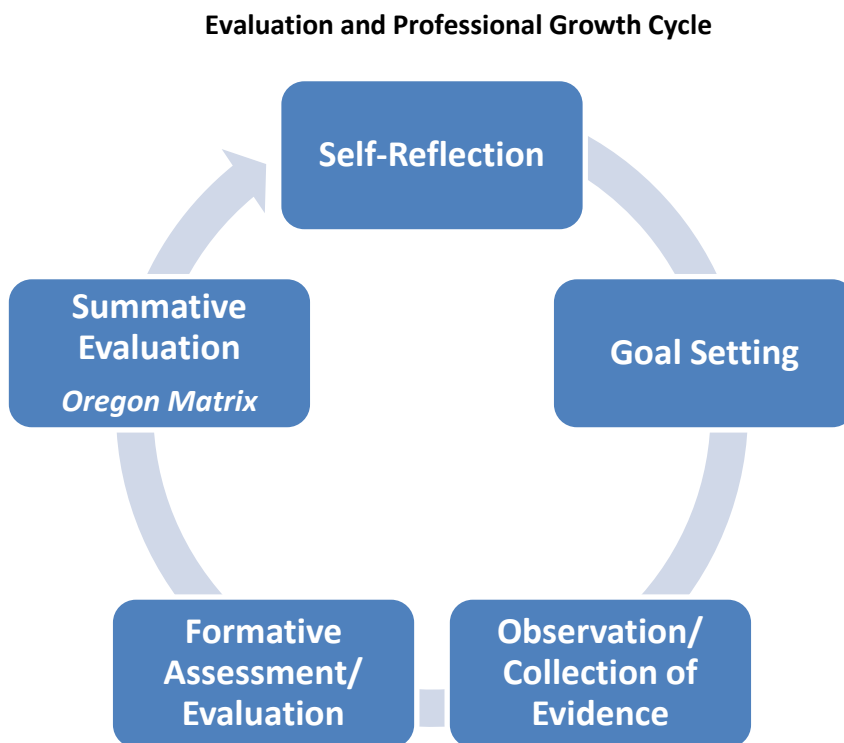 Evaluation and Professional Growth Cycle
Self-Reflection
Goal Setting
Observation/
Collection of
Evidence
Formative
Assessment/
Evaluation
Summative
Evaluation
Oregon Matrix